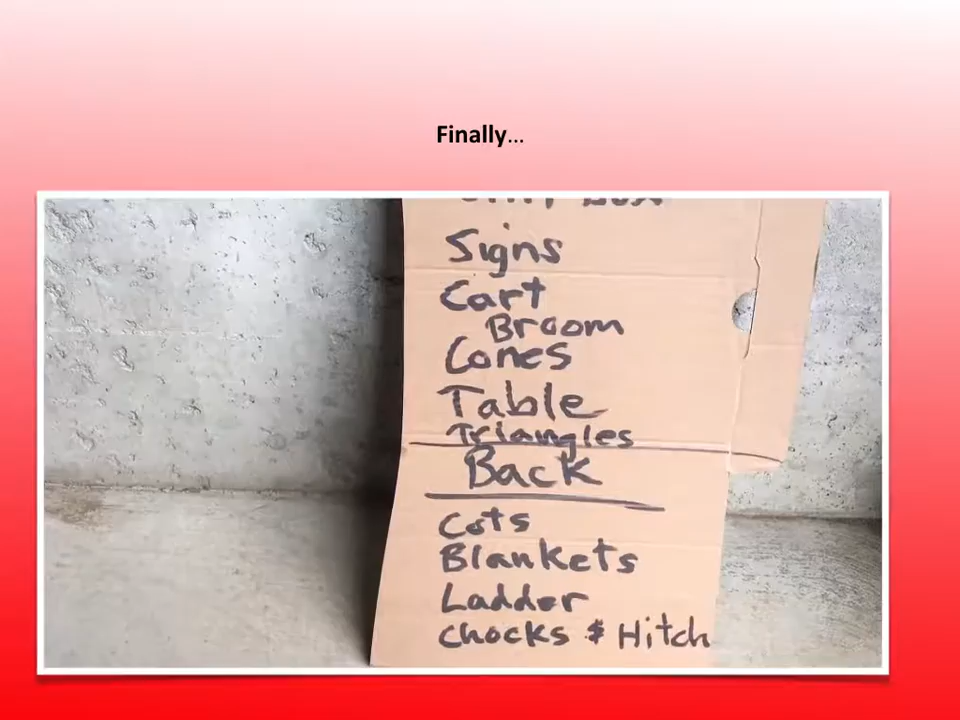 Finally...
Signs
Cart
Broom
Cones
Table
Triangles
Back
Cots
Blankets
Ladder
Chocks & Hitch